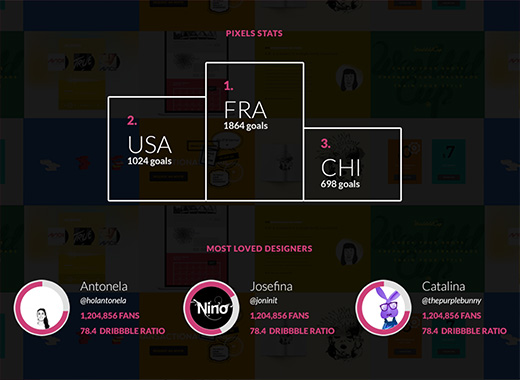 PIXELS STATS
1.
FRA
1864 goals
2.
USA
1024 goals
3.
CHI
698 goals
MOST LOVED DESIGNERS
Antonela
@holantonela
1,204,856 FANS
78.4 DRIBBBLE RATIO
Nino
Josefina
@joninit
1,204,856 FANS
78.4 DRIBBBLE RATIO
Catalina
@thepurplebunny
1,204,856 FANS
78.4 DRIBBBLE RATIO